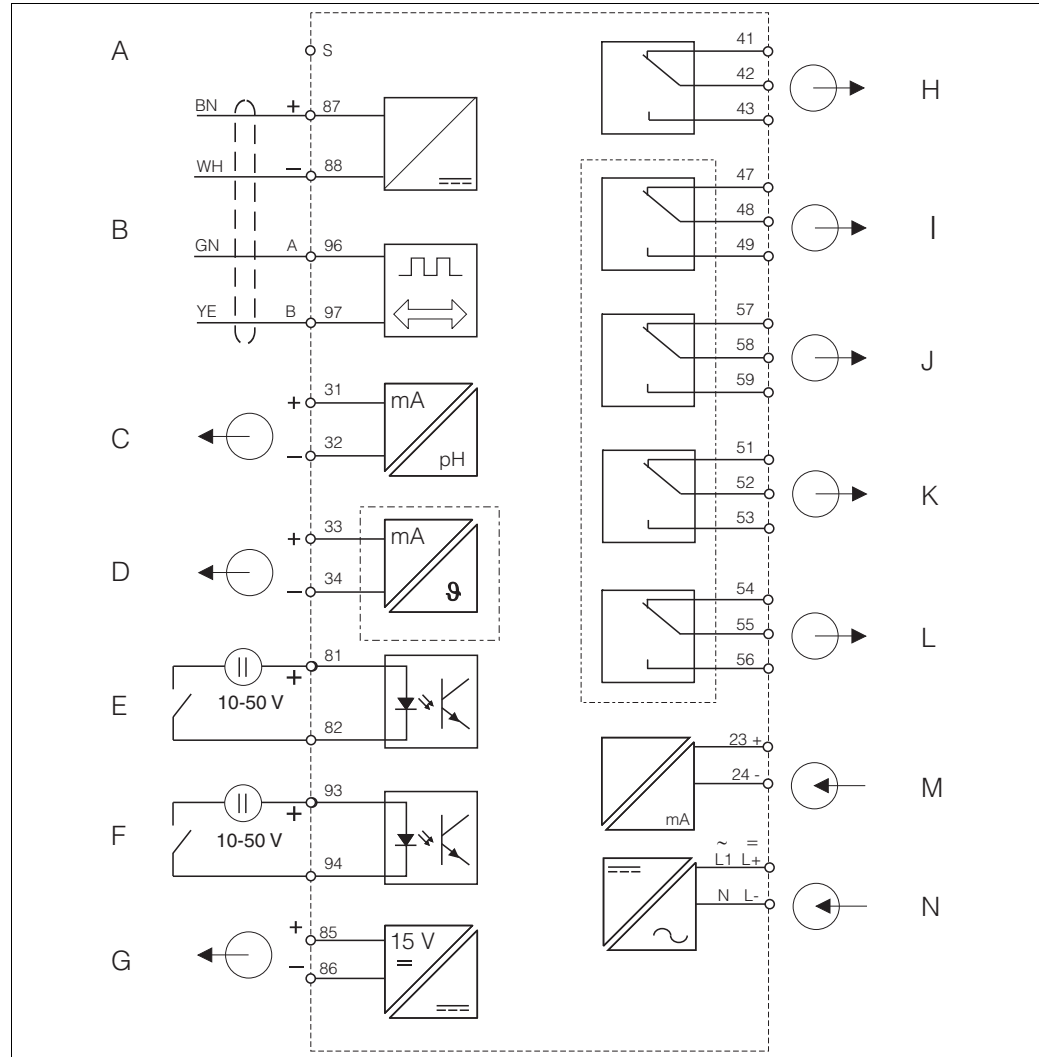 A
S
BN + 87
WH – 88
B
GN A 96
YE B 97
C
+ 31
– 32
mA
pH
D
+ 33
– 34
mA
ϑ
E
10-50 V
+ 81
82
F
10-50 V
+ 93
94
G
+ 85
– 86
15 V
=
41
42
43
H
47
48
49
I
57
58
59
J
51
52
53
K
54
55
56
L
23 +
24 -
mA
M
~ =
L1 L+
N L-
N